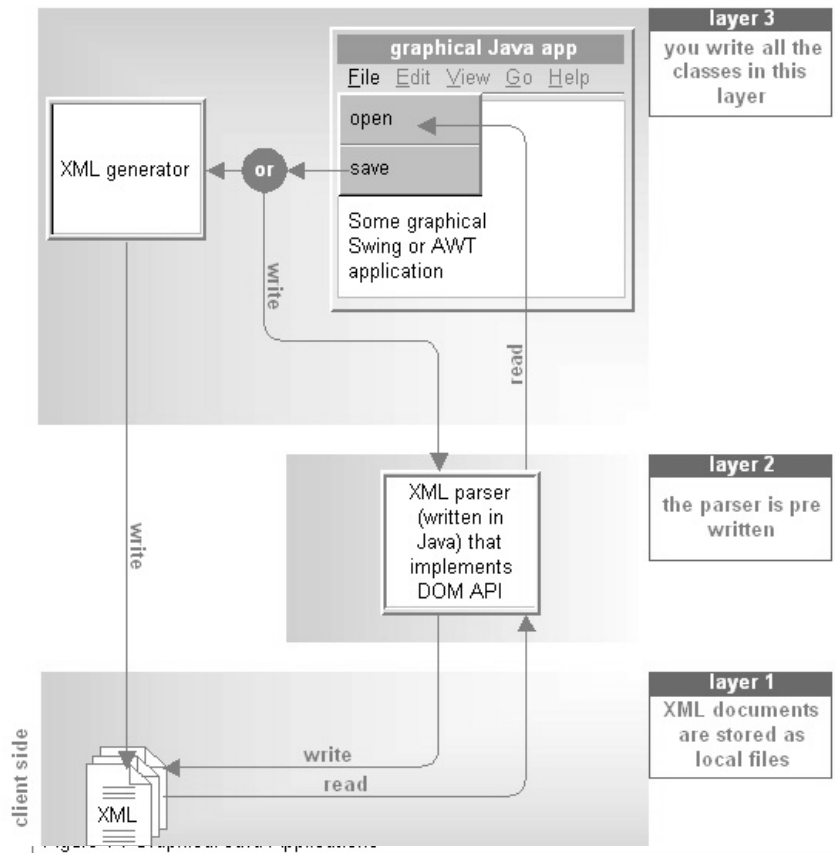 layer 3
you write all the
classes in this
layer
graphical Java app
File Edit View Go Help
open
save
Some graphical
Swing or AWT
application
XML generator
or
write
read
layer 2
the parser is pre
written
XML parser
(written in
Java) that
implements
DOM API
write
layer 1
XML documents
are stored as
local files
write
read
client side
XML
Graphical Java Applications